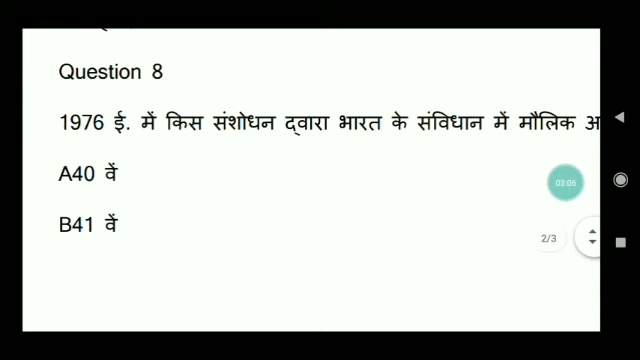 Question 8
1976 ई. में किस संशोधन द्वारा भारत के संविधान में मौलिक अ
A40 वें
03:06
B41 वें
2/3